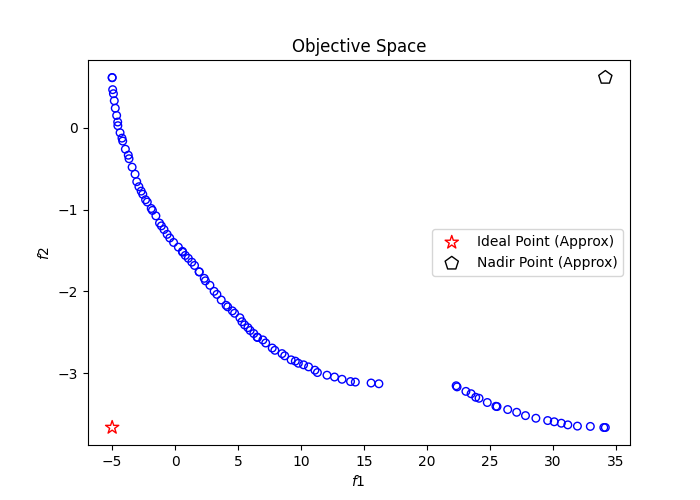 Objective Space
f2
0
−1
−2
−3
Ideal Point (Approx)
Nadir Point (Approx)
−5
0
5
10
15
20
25
30
35
f1